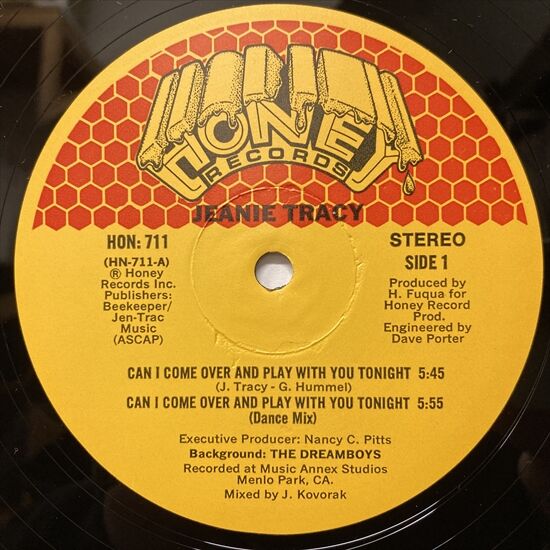 HONEY
RECORDS
JEANIE TRACY
HON: 711
(HN-711-A)
℗ Honey
Records Inc.
Publishers:
Beekeeper/
Jen-Trac
Music
(ASCAP)
STEREO
SIDE 1
Produced by
H. Fuqua for
Honey Record
Prod.
Engineered by
Dave Porter
CAN I COME OVER AND PLAY WITH YOU TONIGHT 5:45
(J. Tracy - G. Hummel)
CAN I COME OVER AND PLAY WITH YOU TONIGHT 5:55
(Dance Mix)
Executive Producer: Nancy C. Pitts
Background: THE DREAMBOYS
Recorded at Music Annex Studios
Menlo Park, CA.
Mixed by J. Kovorak